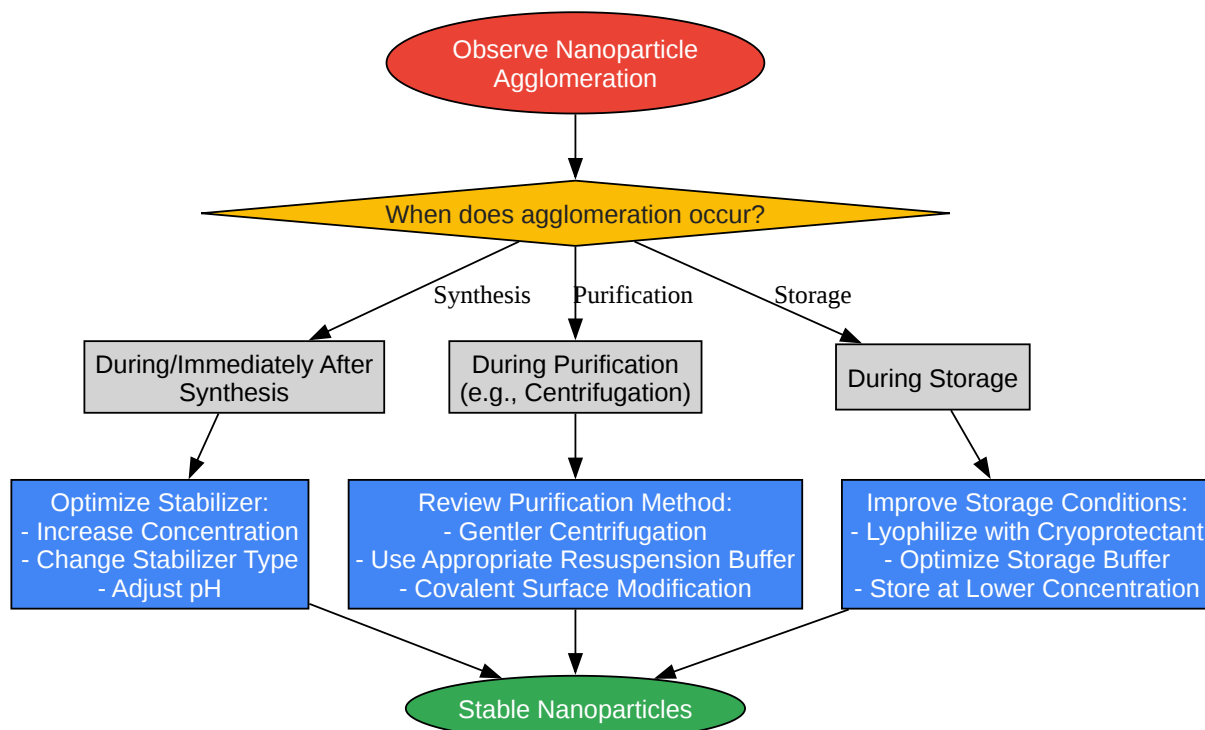 Observe Nanoparticle
Agglomeration
When does agglomeration occur?
Synthesis
Purification
Storage
During/Immediately After
Synthesis
During Purification
(e.g., Centrifugation)
During Storage
Optimize Stabilizer:
- Increase Concentration
- Change Stabilizer Type
- Adjust pH
Review Purification Method:
- Gentler Centrifugation
- Use Appropriate Resuspension Buffer
- Covalent Surface Modification
Improve Storage Conditions:
- Lyophilize with Cryoprotectant
- Optimize Storage Buffer
- Store at Lower Concentration
Stable Nanoparticles